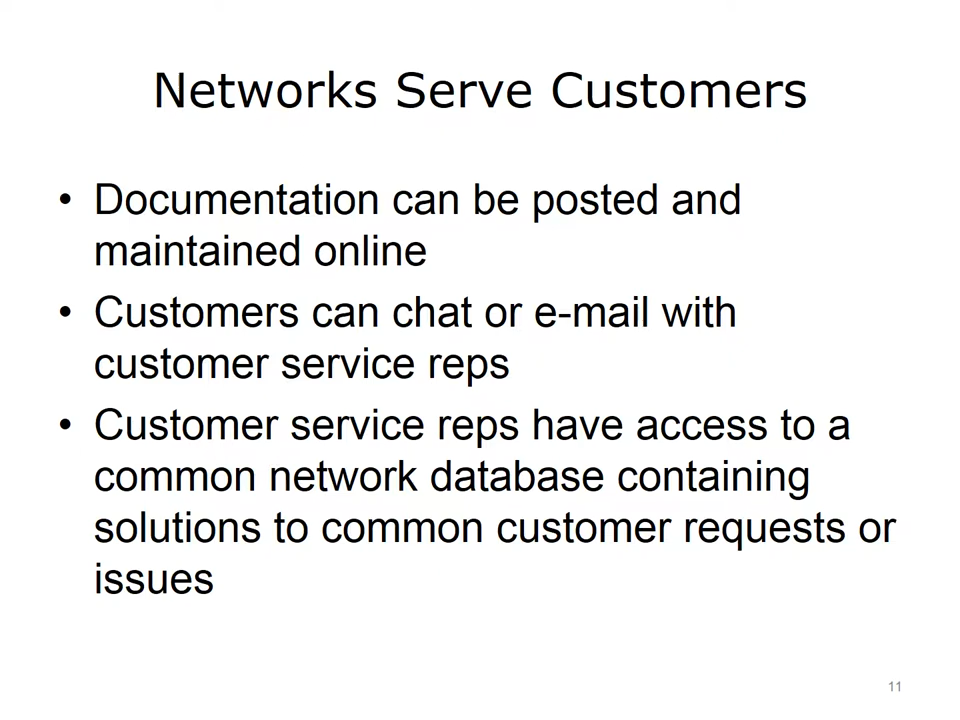 Networks Serve Customers
• Documentation can be posted and
maintained online
• Customers can chat or e-mail with
customer service reps
• Customer service reps have access to a
common network database containing
solutions to common customer requests or
issues
11